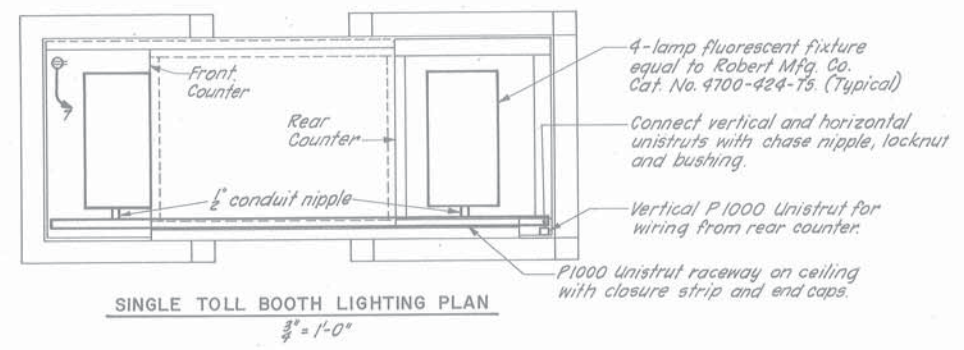 4-lamp fluorescent fixture
equal to Robert Mfg. Co.
Cat. No. 4700-424-T5. (Typical)
Front
Counter
7
Rear
Counter
Connect vertical and horizontal
unistruts with chase nipple, locknut
and bushing.
1/2" conduit nipple
Vertical P1000 Unistrut for
wiring from rear counter.
P1000 Unistrut raceway on ceiling
with closure strip and end caps.
SINGLE TOLL BOOTH LIGHTING PLAN
3/4" = 1'-0"